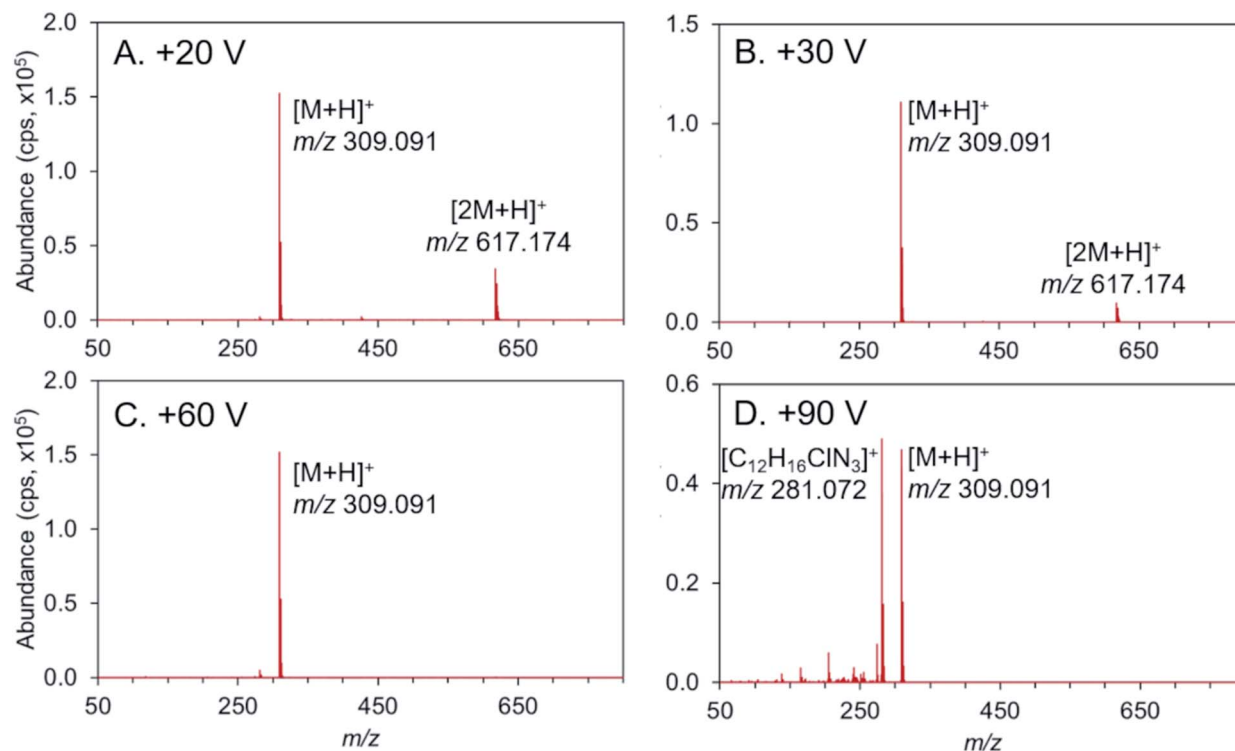 A. +20 V
2.0
1.5
1.0
0.5
0.0
Abundance (cps, x10⁵)
[M+H]⁺
m/z 309.091
[2M+H]⁺
m/z 617.174
50 250 450 650
B. +30 V
1.5
1.0
0.5
0.0
[M+H]⁺
m/z 309.091
[2M+H]⁺
m/z 617.174
50 250 450 650
C. +60 V
2.0
1.5
1.0
0.5
0.0
Abundance (cps, x10⁵)
[M+H]⁺
m/z 309.091
50 250 450 650
m/z
D. +90 V
0.6
0.4
0.2
0.0
[C₁₂H₁₆ClN₃]⁺
m/z 281.072
[M+H]⁺
m/z 309.091
50 250 450 650
m/z